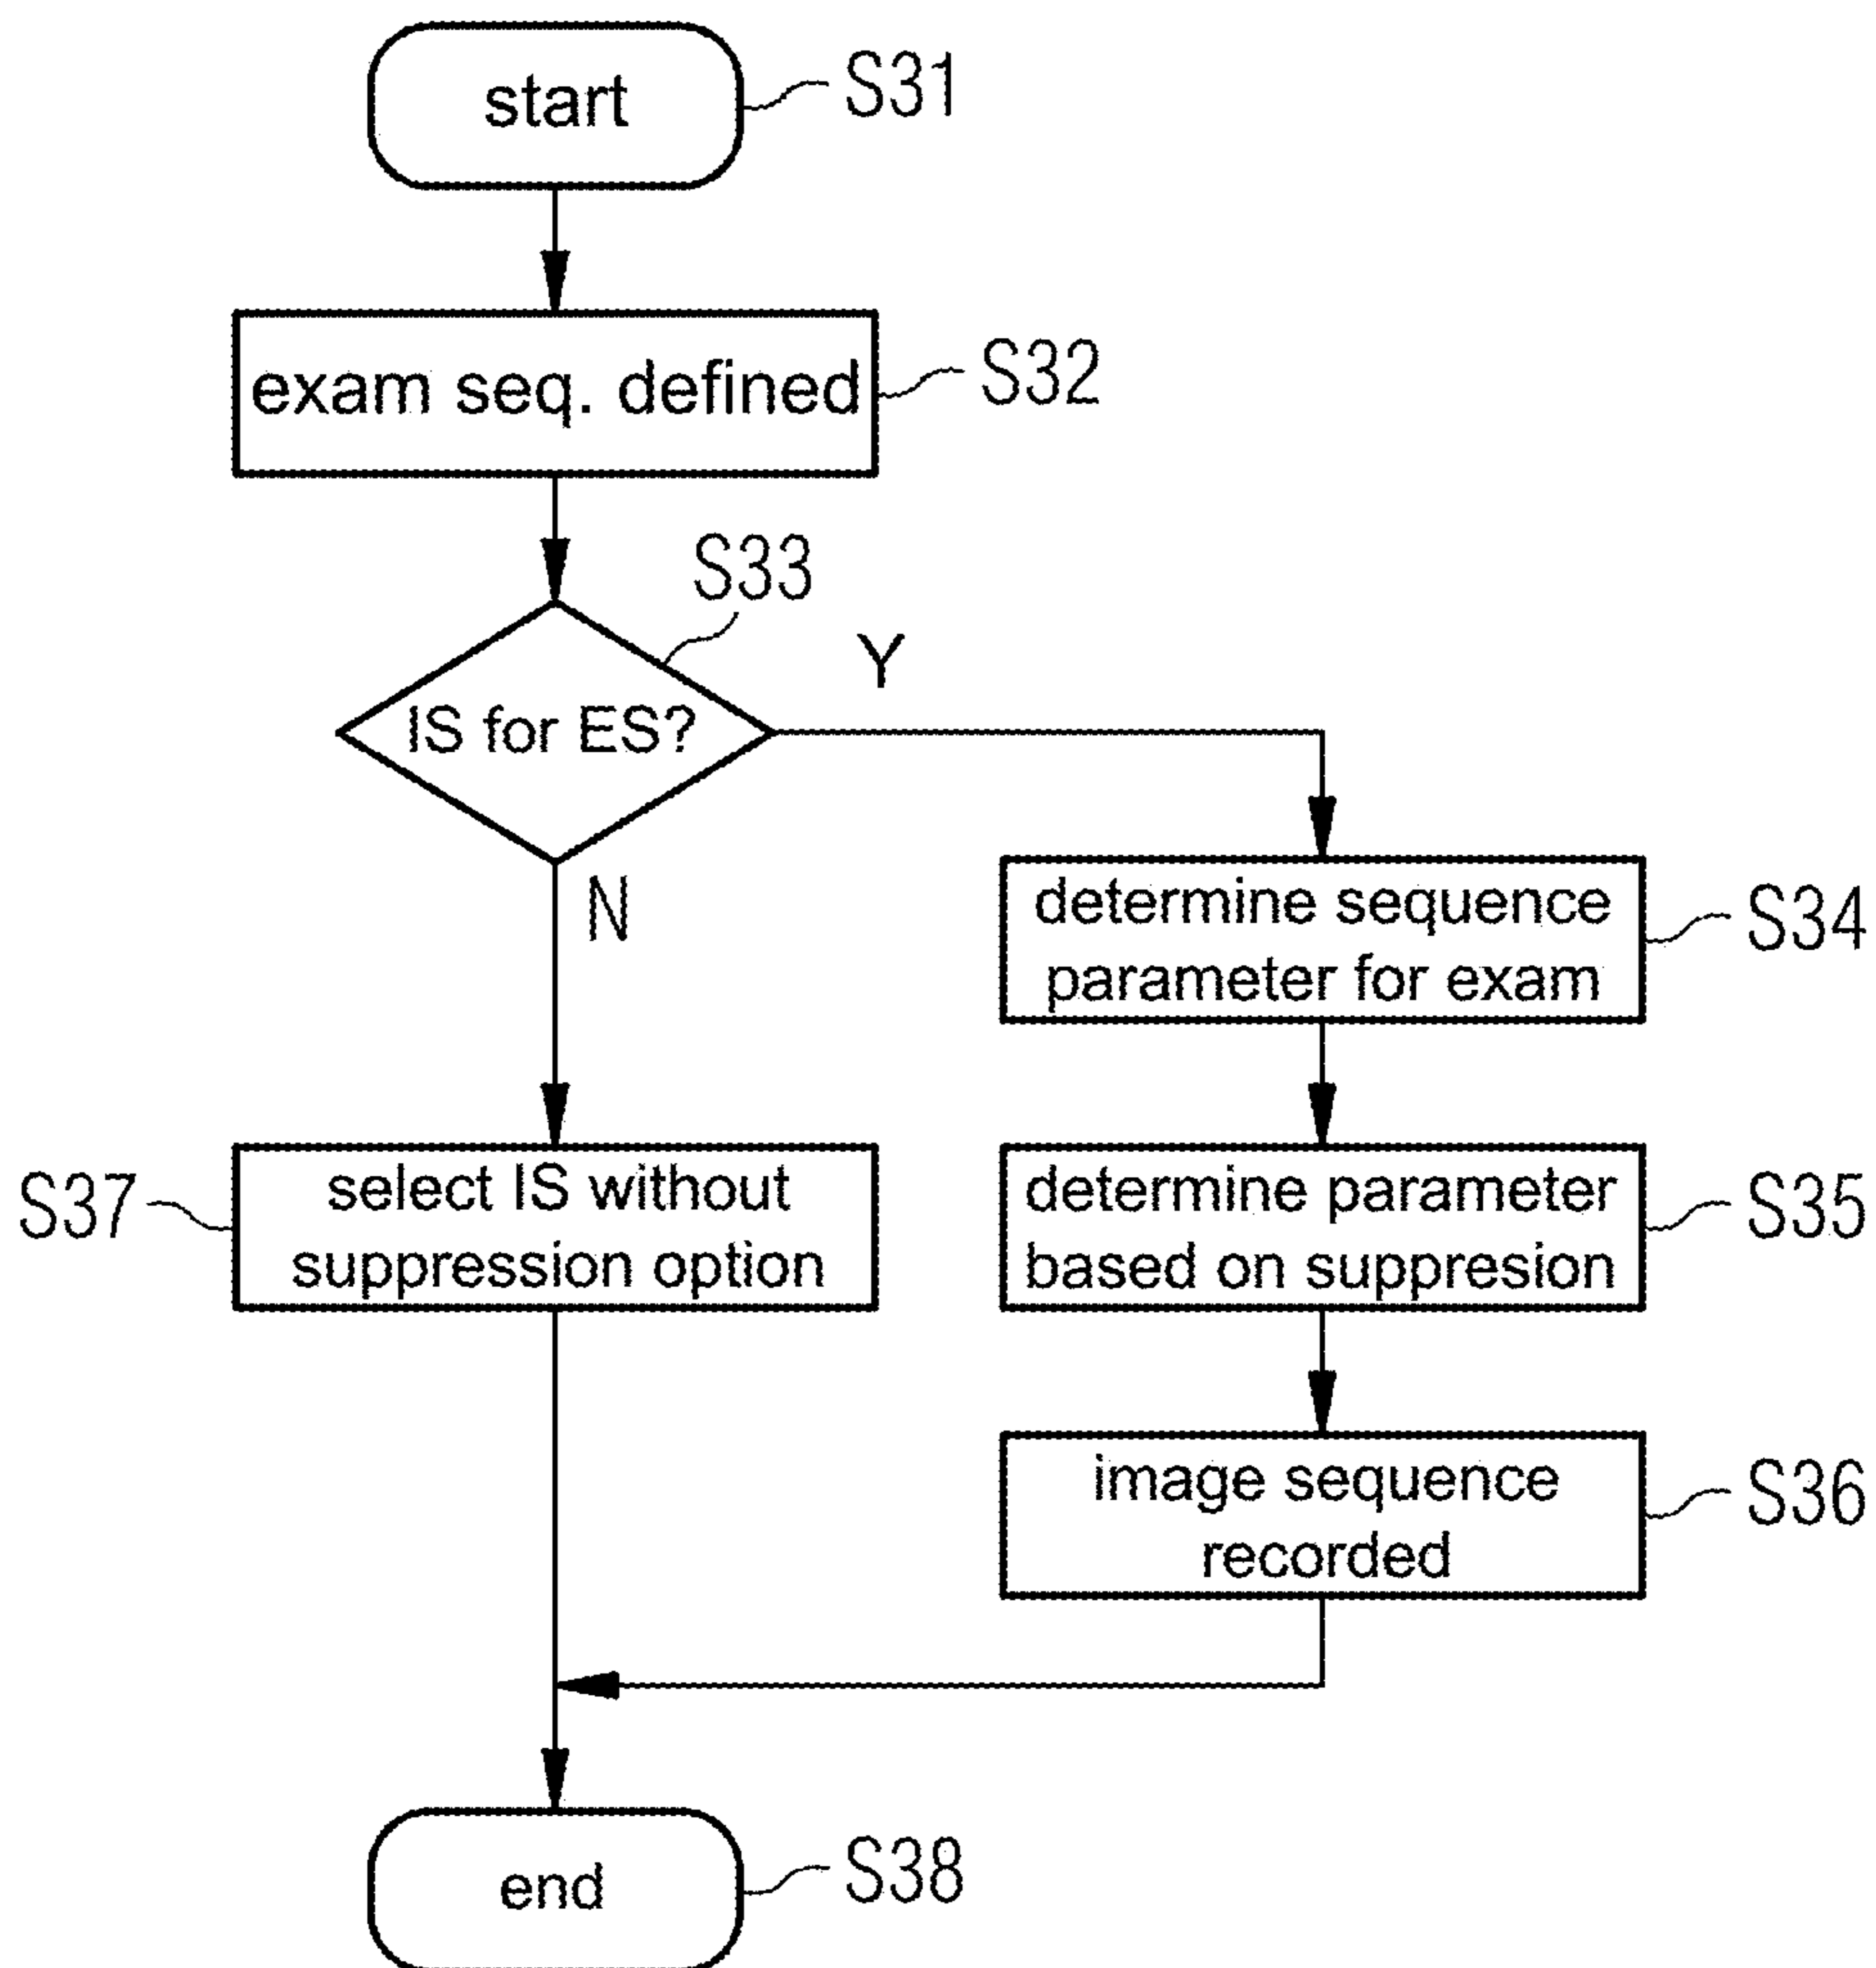 start
S31
exam seq. defined
S32
S33
IS for ES?
Y
N
determine sequence
parameter for exam
S34
S37
select IS without
suppression option
determine parameter
based on suppresion
S35
image sequence
recorded
S36
end
S38